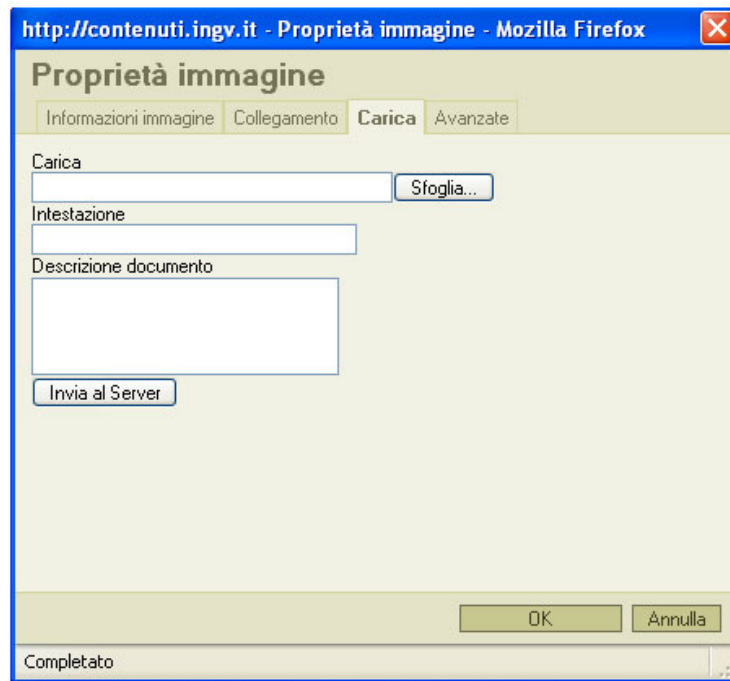 http://contenuti.ingv.it - Proprietà immagine - Mozilla Firefox
Proprietà immagine
Informazioni immagine Collegamento Carica Avanzate
Carica
Sfoglia...
Intestazione
Descrizione documento
Invia al Server
OK Annulla
Completato